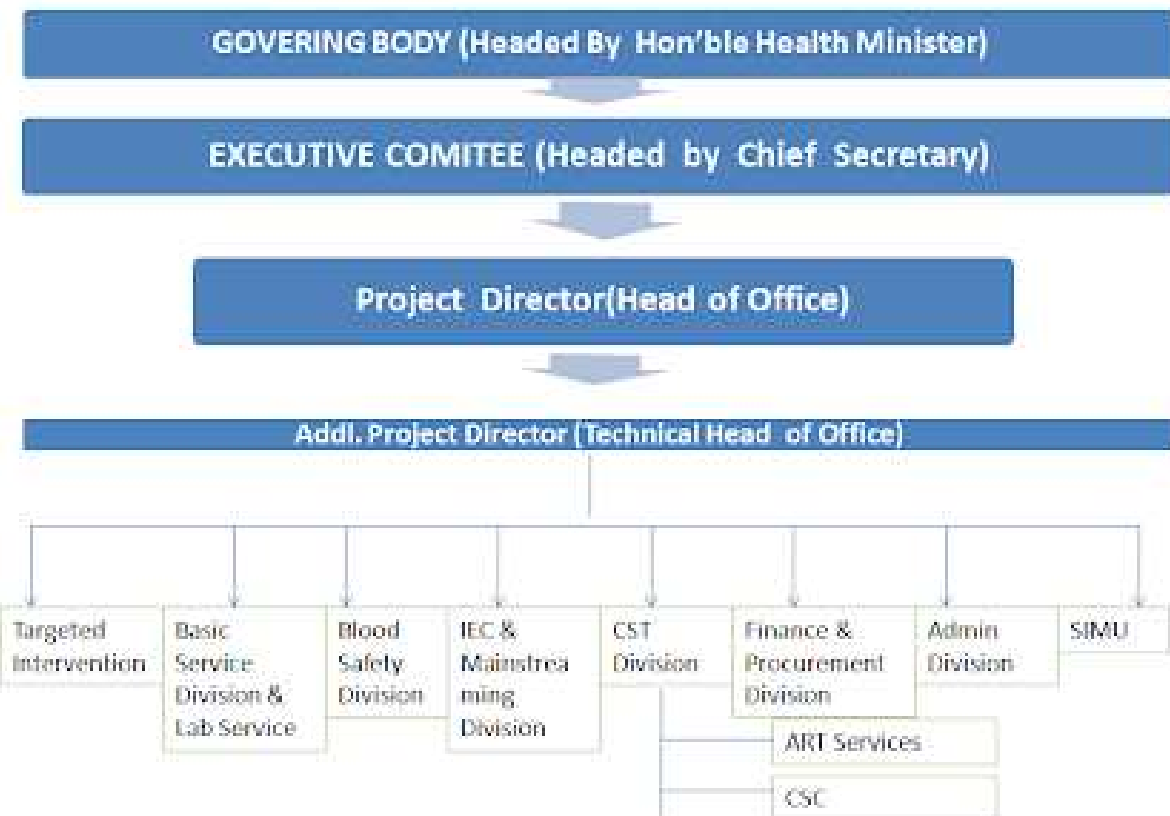 GOVERING BODY (Headed By Hon'ble Health Minister)
EXECUTIVE COMITEE (Headed by Chief Secretary)
Project Director(Head of Office)
Addl. Project Director (Technical Head of Office)
Targeted
Intervention
Basic
Service
Division &
Lab Service
Blood
Safety
Division
IEC &
Mainstrea
ming
Division
CST
Division
Finance &
Procurement
Division
Admin
Division
SIMU
ART Services
CSC